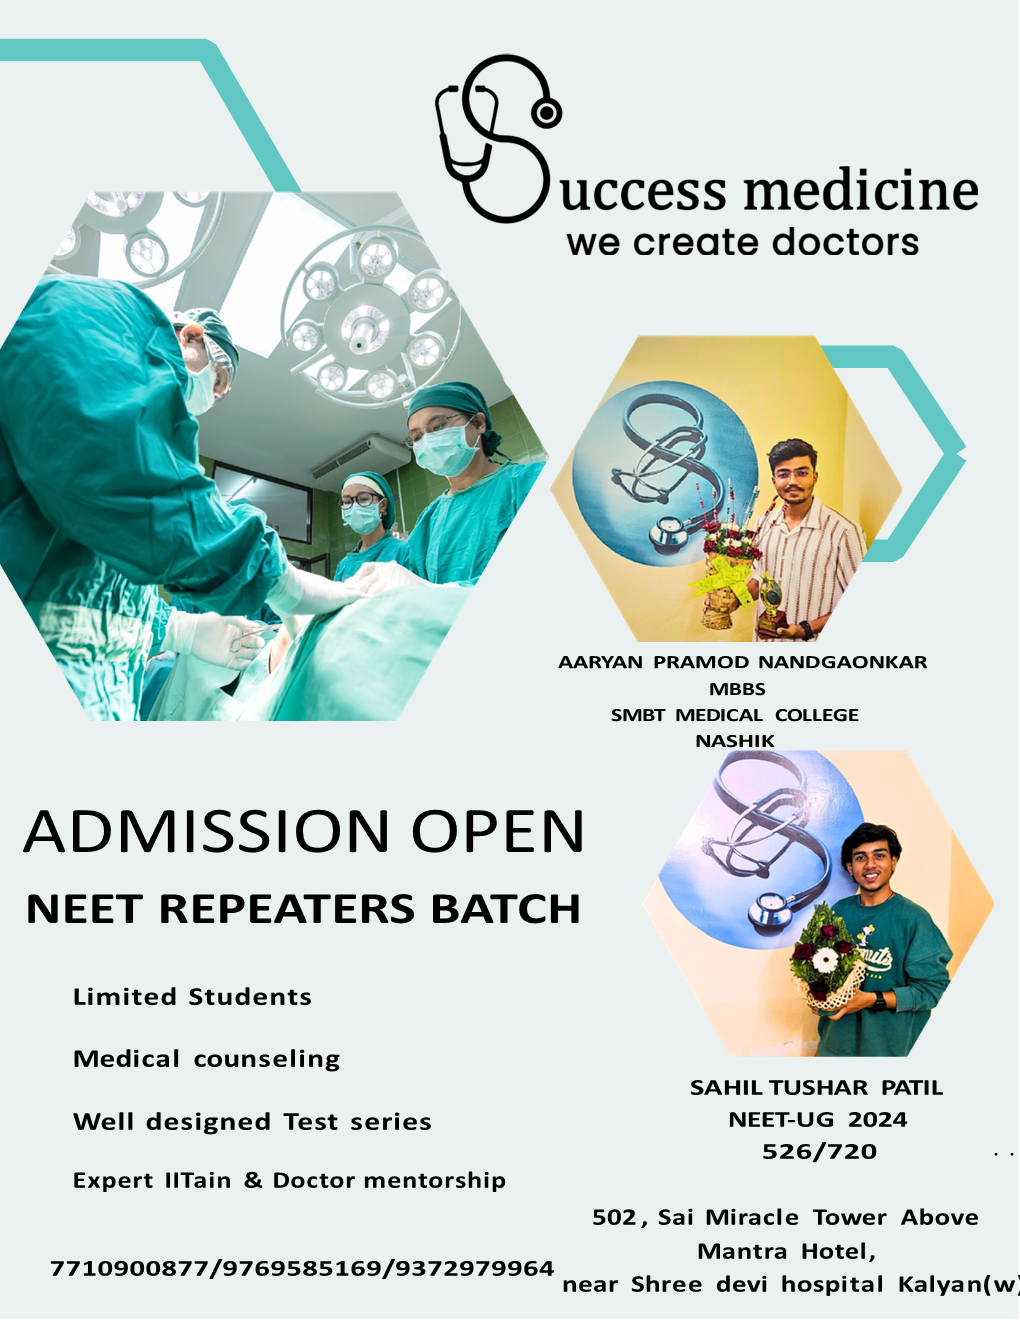 Success medicine
we create doctors
AARYAN PRAMOD NANDGAONKAR
MBBS
SMBT MEDICAL COLLEGE
NASHIK
ADMISSION OPEN
NEET REPEATERS BATCH
Limited Students
Medical counseling
Well designed Test series
Expert IITain & Doctor mentorship
7710900877/9769585169/9372979964
SAHIL TUSHAR PATIL
NEET-UG 2024
526/720
. .
502, Sai Miracle Tower Above
Mantra Hotel,
near Shree devi hospital Kalyan(w)